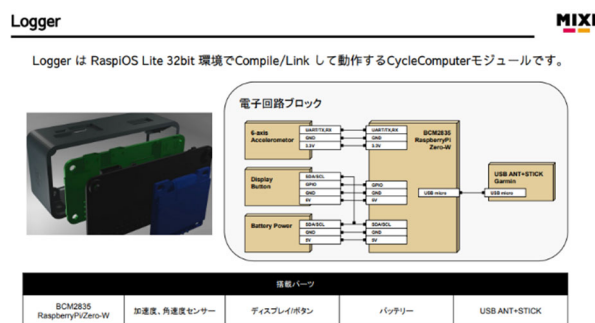 Logger
MIXI
Logger は RaspiOS Lite 32bit 環境でCompile/Link して動作するCycleComputerモジュールです。
電子回路ブロック
6-axis
Accelerometor
UART/TX,RX
GND
3.3V
UART/TX,RX
GND
3.3V
BCM2835
RaspberryPi
Zero-W
Display
Button
SDA/SCL
GPIO
GND
5V
GPIO
GND
5V
USB micro
USB micro
USB ANT+STICK
Garmin
Battery Power
SDA/SCL
GND
5V
SDA/SCL
GND
5V
搭載パーツ
BCM2835
RaspberryPi/Zero-W
加速度、角速度センサー
ディスプレイ/ボタン
バッテリー
USB ANT+STICK